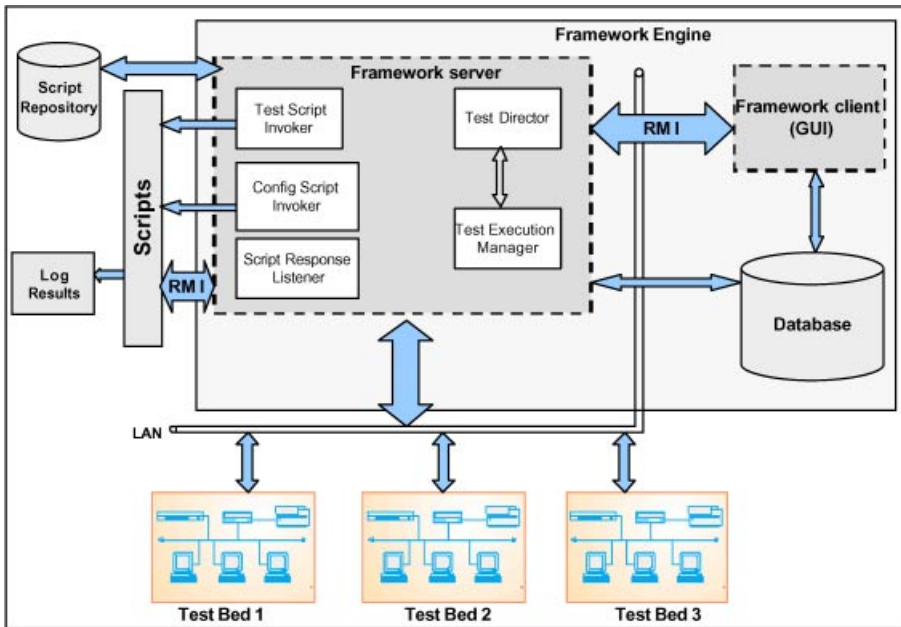 Framework Engine
Script
Repository
Framework server
Test Script
Invoker
Test Director
RM I
Framework client
(GUI)
Scripts
Config Script
Invoker
Test Execution
Manager
Script Response
Listener
Log
Results
RM I
Database
LAN
Test Bed 1
Test Bed 2
Test Bed 3